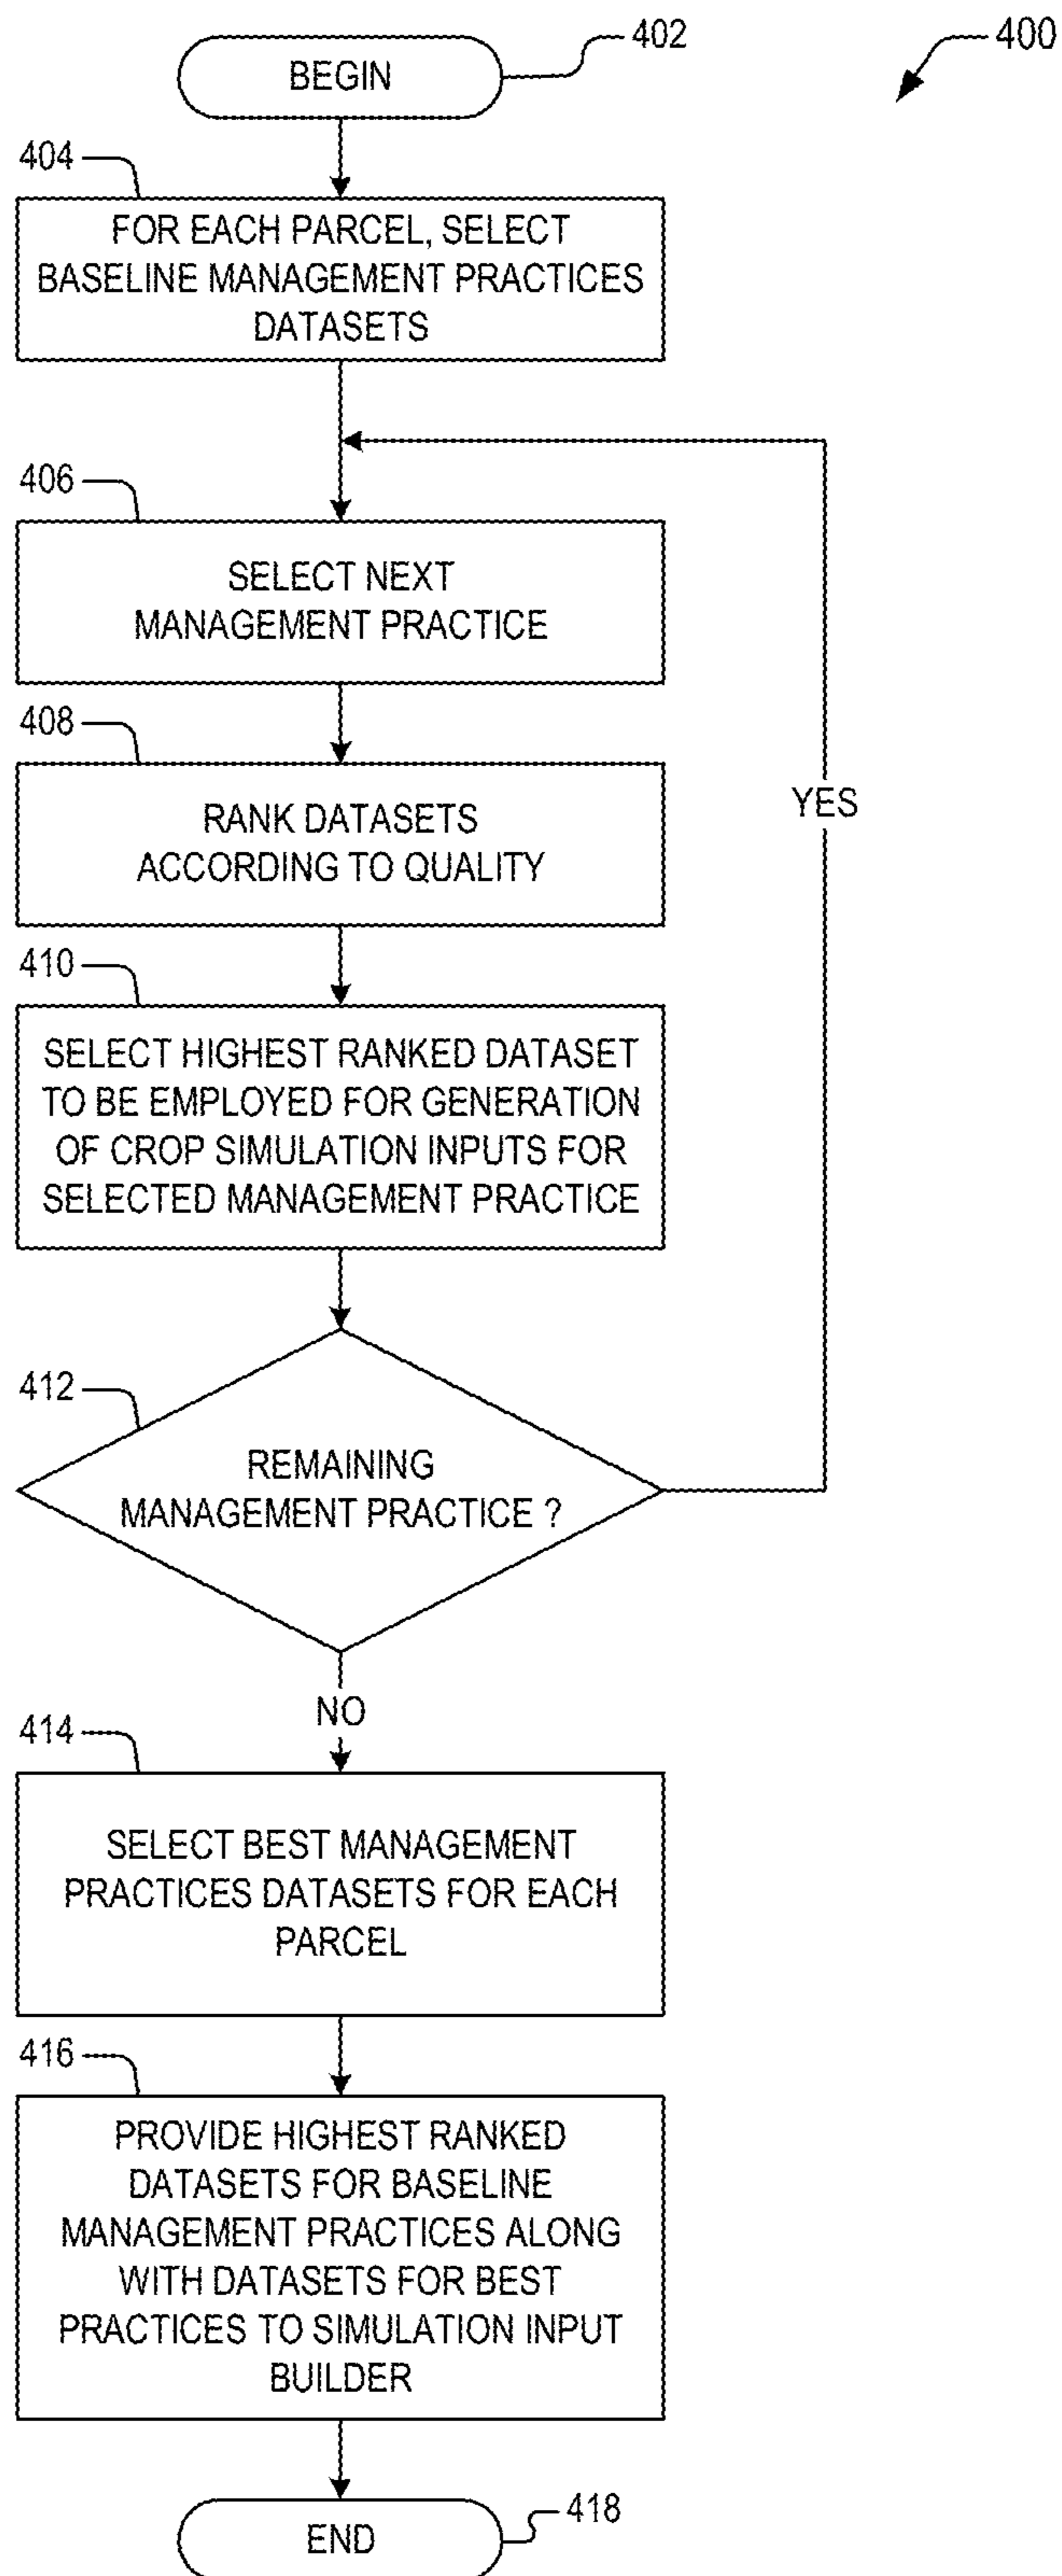 402
400
BEGIN
404
FOR EACH PARCEL, SELECT
BASELINE MANAGEMENT PRACTICES
DATASETS
406
SELECT NEXT
MANAGEMENT PRACTICE
408
YES
RANK DATASETS
ACCORDING TO QUALITY
410
SELECT HIGHEST RANKED DATASET
TO BE EMPLOYED FOR GENERATION
OF CROP SIMULATION INPUTS FOR
SELECTED MANAGEMENT PRACTICE
412
REMAINING
MANAGEMENT PRACTICE ?
NO
414
SELECT BEST MANAGEMENT
PRACTICES DATASETS FOR EACH
PARCEL
416
PROVIDE HIGHEST RANKED
DATASETS FOR BASELINE
MANAGEMENT PRACTICES ALONG
WITH DATASETS FOR BEST
PRACTICES TO SIMULATION INPUT
BUILDER
END
418